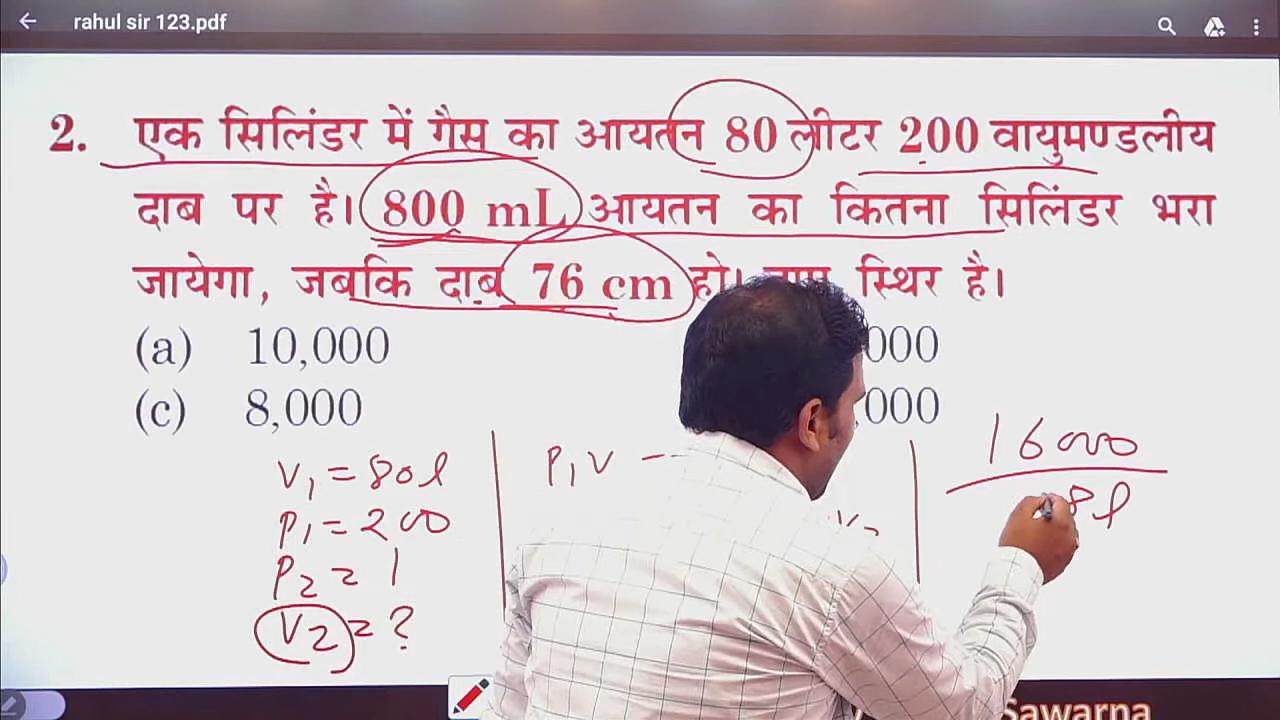 rahul sir 123.pdf
2. एक सिलिंडर में गैस का आयतन 80 लीटर 200 वायुमण्डलीय
दाब पर है। 800 mL आयतन का कितना सिलिंडर भरा
जायेगा, जबकि दाब 76 cm हो। ताप स्थिर है।
(a) 10,000
000
(c) 8,000
000
V₁ = 80l
P₁ = 200
P₂ = 1
V₂ = ?
P₁V
V₂
16000
8l
Sawarna